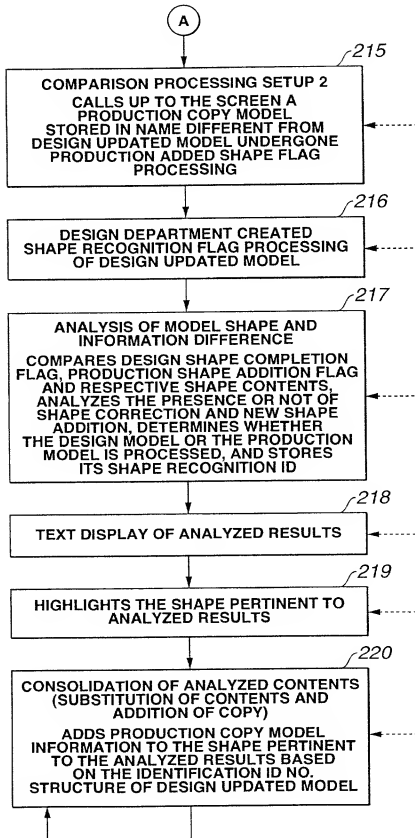 A
215
COMPARISON PROCESSING SETUP 2
CALLS UP TO THE SCREEN A
PRODUCTION COPY MODEL
STORED IN NAME DIFFERENT FROM
DESIGN UPDATED MODEL UNDERGONE
PRODUCTION ADDED SHAPE FLAG
PROCESSING
216
DESIGN DEPARTMENT CREATED
SHAPE RECOGNITION FLAG PROCESSING
OF DESIGN UPDATED MODEL
217
ANALYSIS OF MODEL SHAPE AND
INFORMATION DIFFERENCE
COMPARES DESIGN SHAPE COMPLETION
FLAG, PRODUCTION SHAPE ADDITION FLAG
AND RESPECTIVE SHAPE CONTENTS,
ANALYZES THE PRESENCE OR NOT OF
SHAPE CORRECTION AND NEW SHAPE
ADDITION, DETERMINES WHETHER
THE DESIGN MODEL OR THE PRODUCTION
MODEL IS PROCESSED, AND STORES
ITS SHAPE RECOGNITION ID
218
TEXT DISPLAY OF ANALYZED RESULTS
219
HIGHLIGHTS THE SHAPE PERTINENT TO
ANALYZED RESULTS
220
CONSOLIDATION OF ANALYZED CONTENTS
(SUBSTITUTION OF CONTENTS AND
ADDITION OF COPY)
ADDS PRODUCTION COPY MODEL
INFORMATION TO THE SHAPE PERTINENT
TO THE ANALYZED RESULTS BASED
ON THE IDENTIFICATION ID NO.
STRUCTURE OF DESIGN UPDATED MODEL